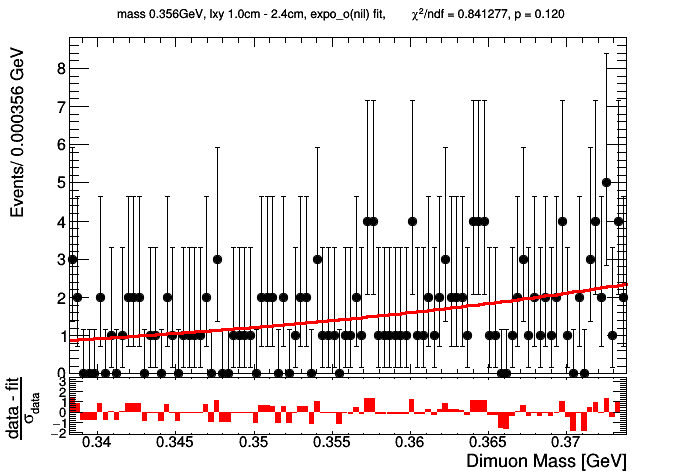 mass 0.356GeV, lxy 1.0cm - 2.4cm, expo_o(nil) fit, χ²/ndf = 0.841277, p = 0.120
Events/ 0.000356 GeV
8
7
6
5
4
3
2
1
0
data - fit
σdata
3
2
1
0
−1
−2
0.34 0.345 0.35 0.355 0.36 0.365 0.37
Dimuon Mass [GeV]